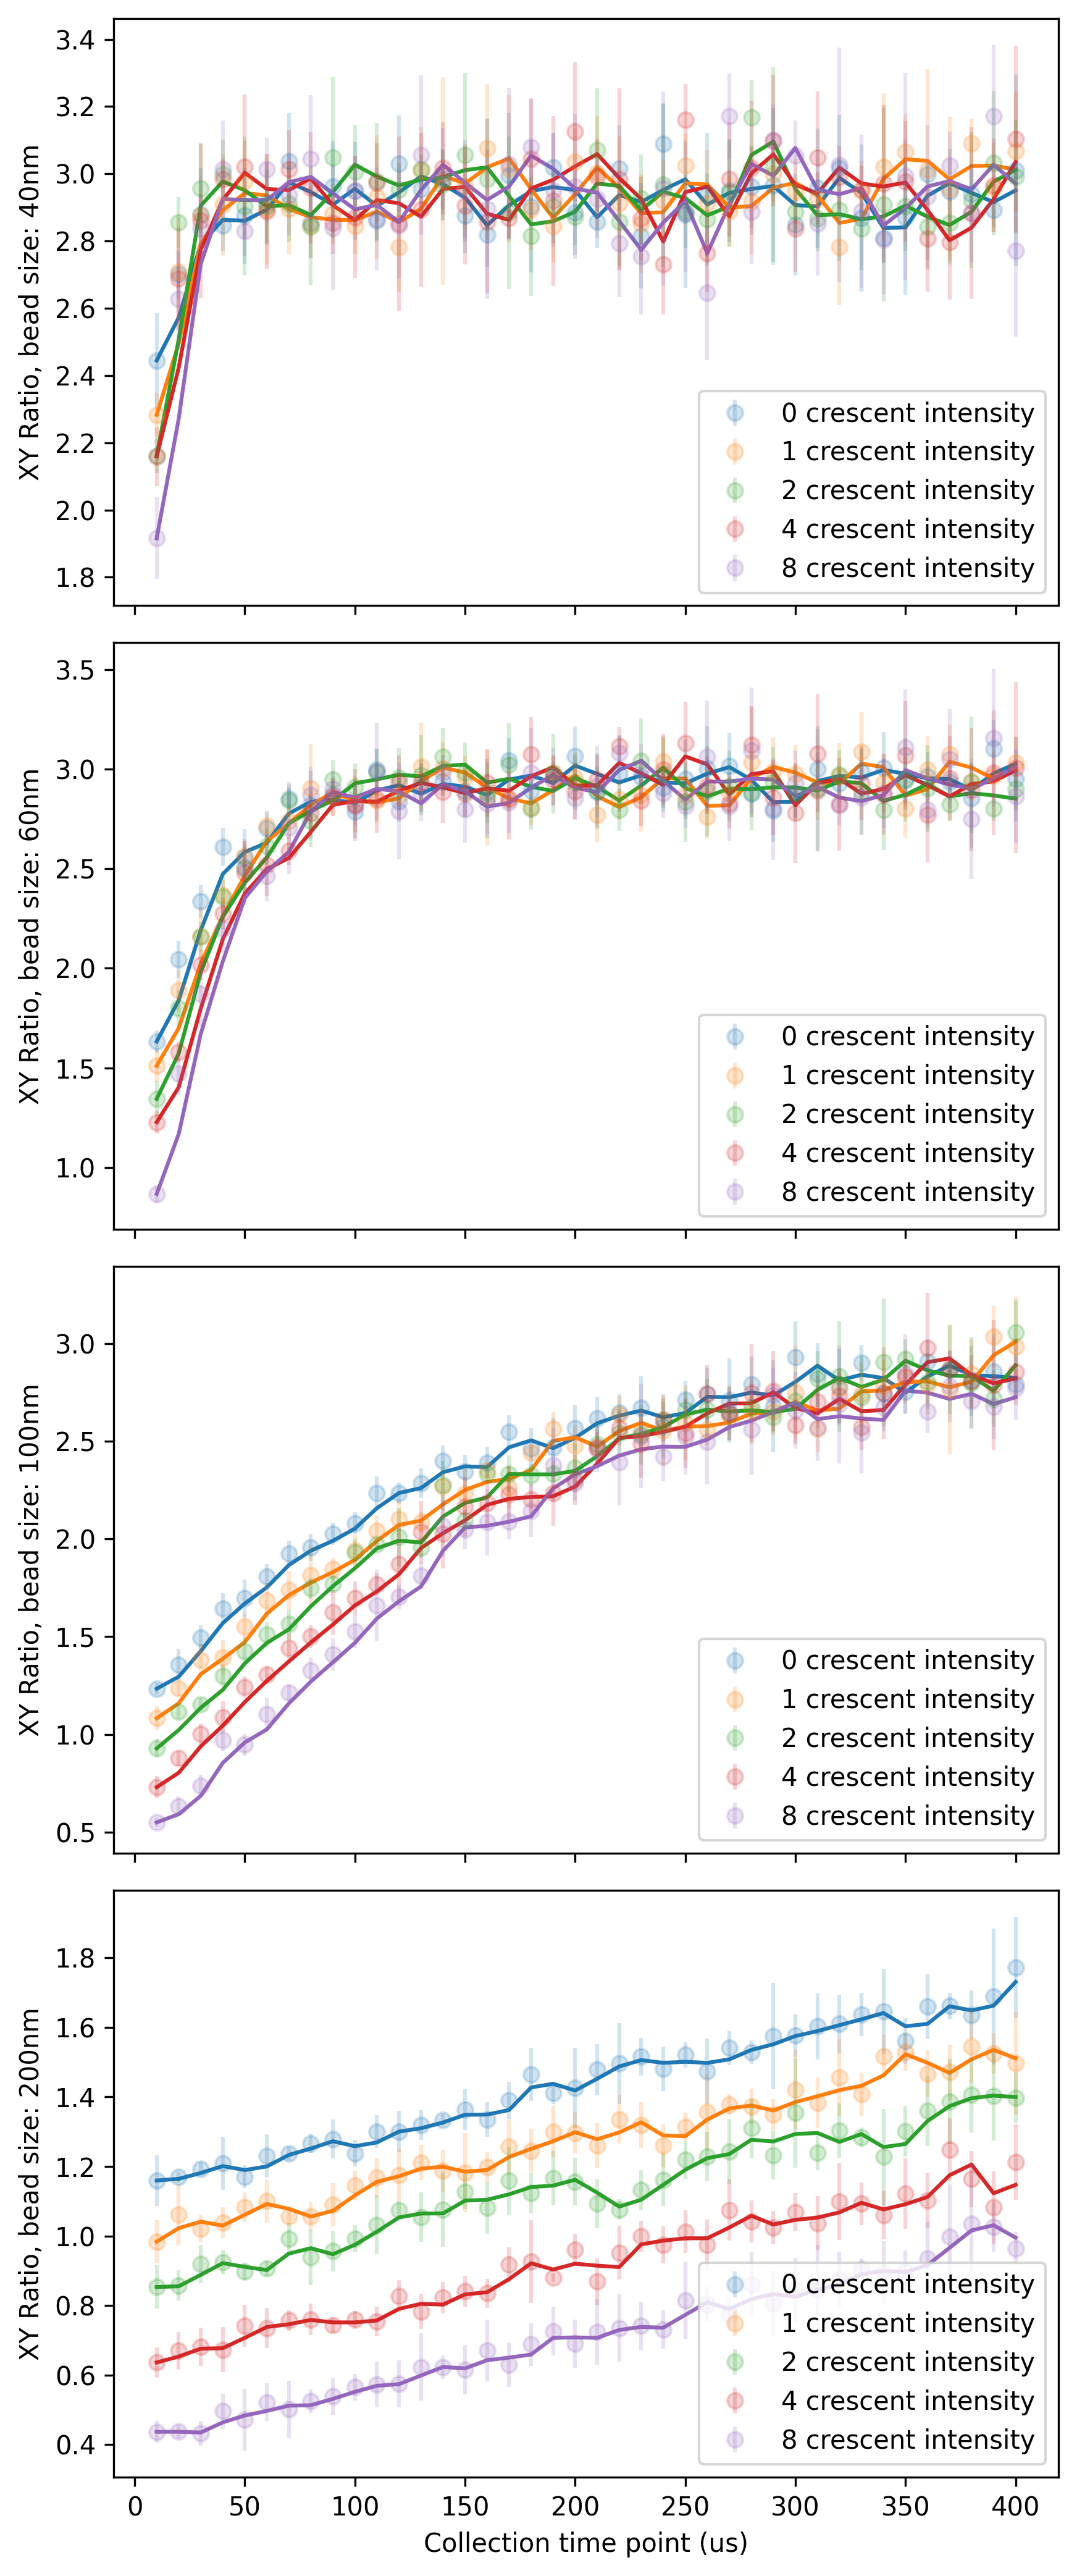 3.4
3.2
3.0
2.8
2.6
2.4
2.2
2.0
1.8
XY Ratio, bead size: 40nm
0 crescent intensity
1 crescent intensity
2 crescent intensity
4 crescent intensity
8 crescent intensity
3.5
3.0
2.5
2.0
1.5
1.0
XY Ratio, bead size: 60nm
0 crescent intensity
1 crescent intensity
2 crescent intensity
4 crescent intensity
8 crescent intensity
3.0
2.5
2.0
1.5
1.0
0.5
XY Ratio, bead size: 100nm
0 crescent intensity
1 crescent intensity
2 crescent intensity
4 crescent intensity
8 crescent intensity
1.8
1.6
1.4
1.2
1.0
0.8
0.6
0.4
XY Ratio, bead size: 200nm
0 crescent intensity
1 crescent intensity
2 crescent intensity
4 crescent intensity
8 crescent intensity
0 50 100 150 200 250 300 350 400
Collection time point (us)